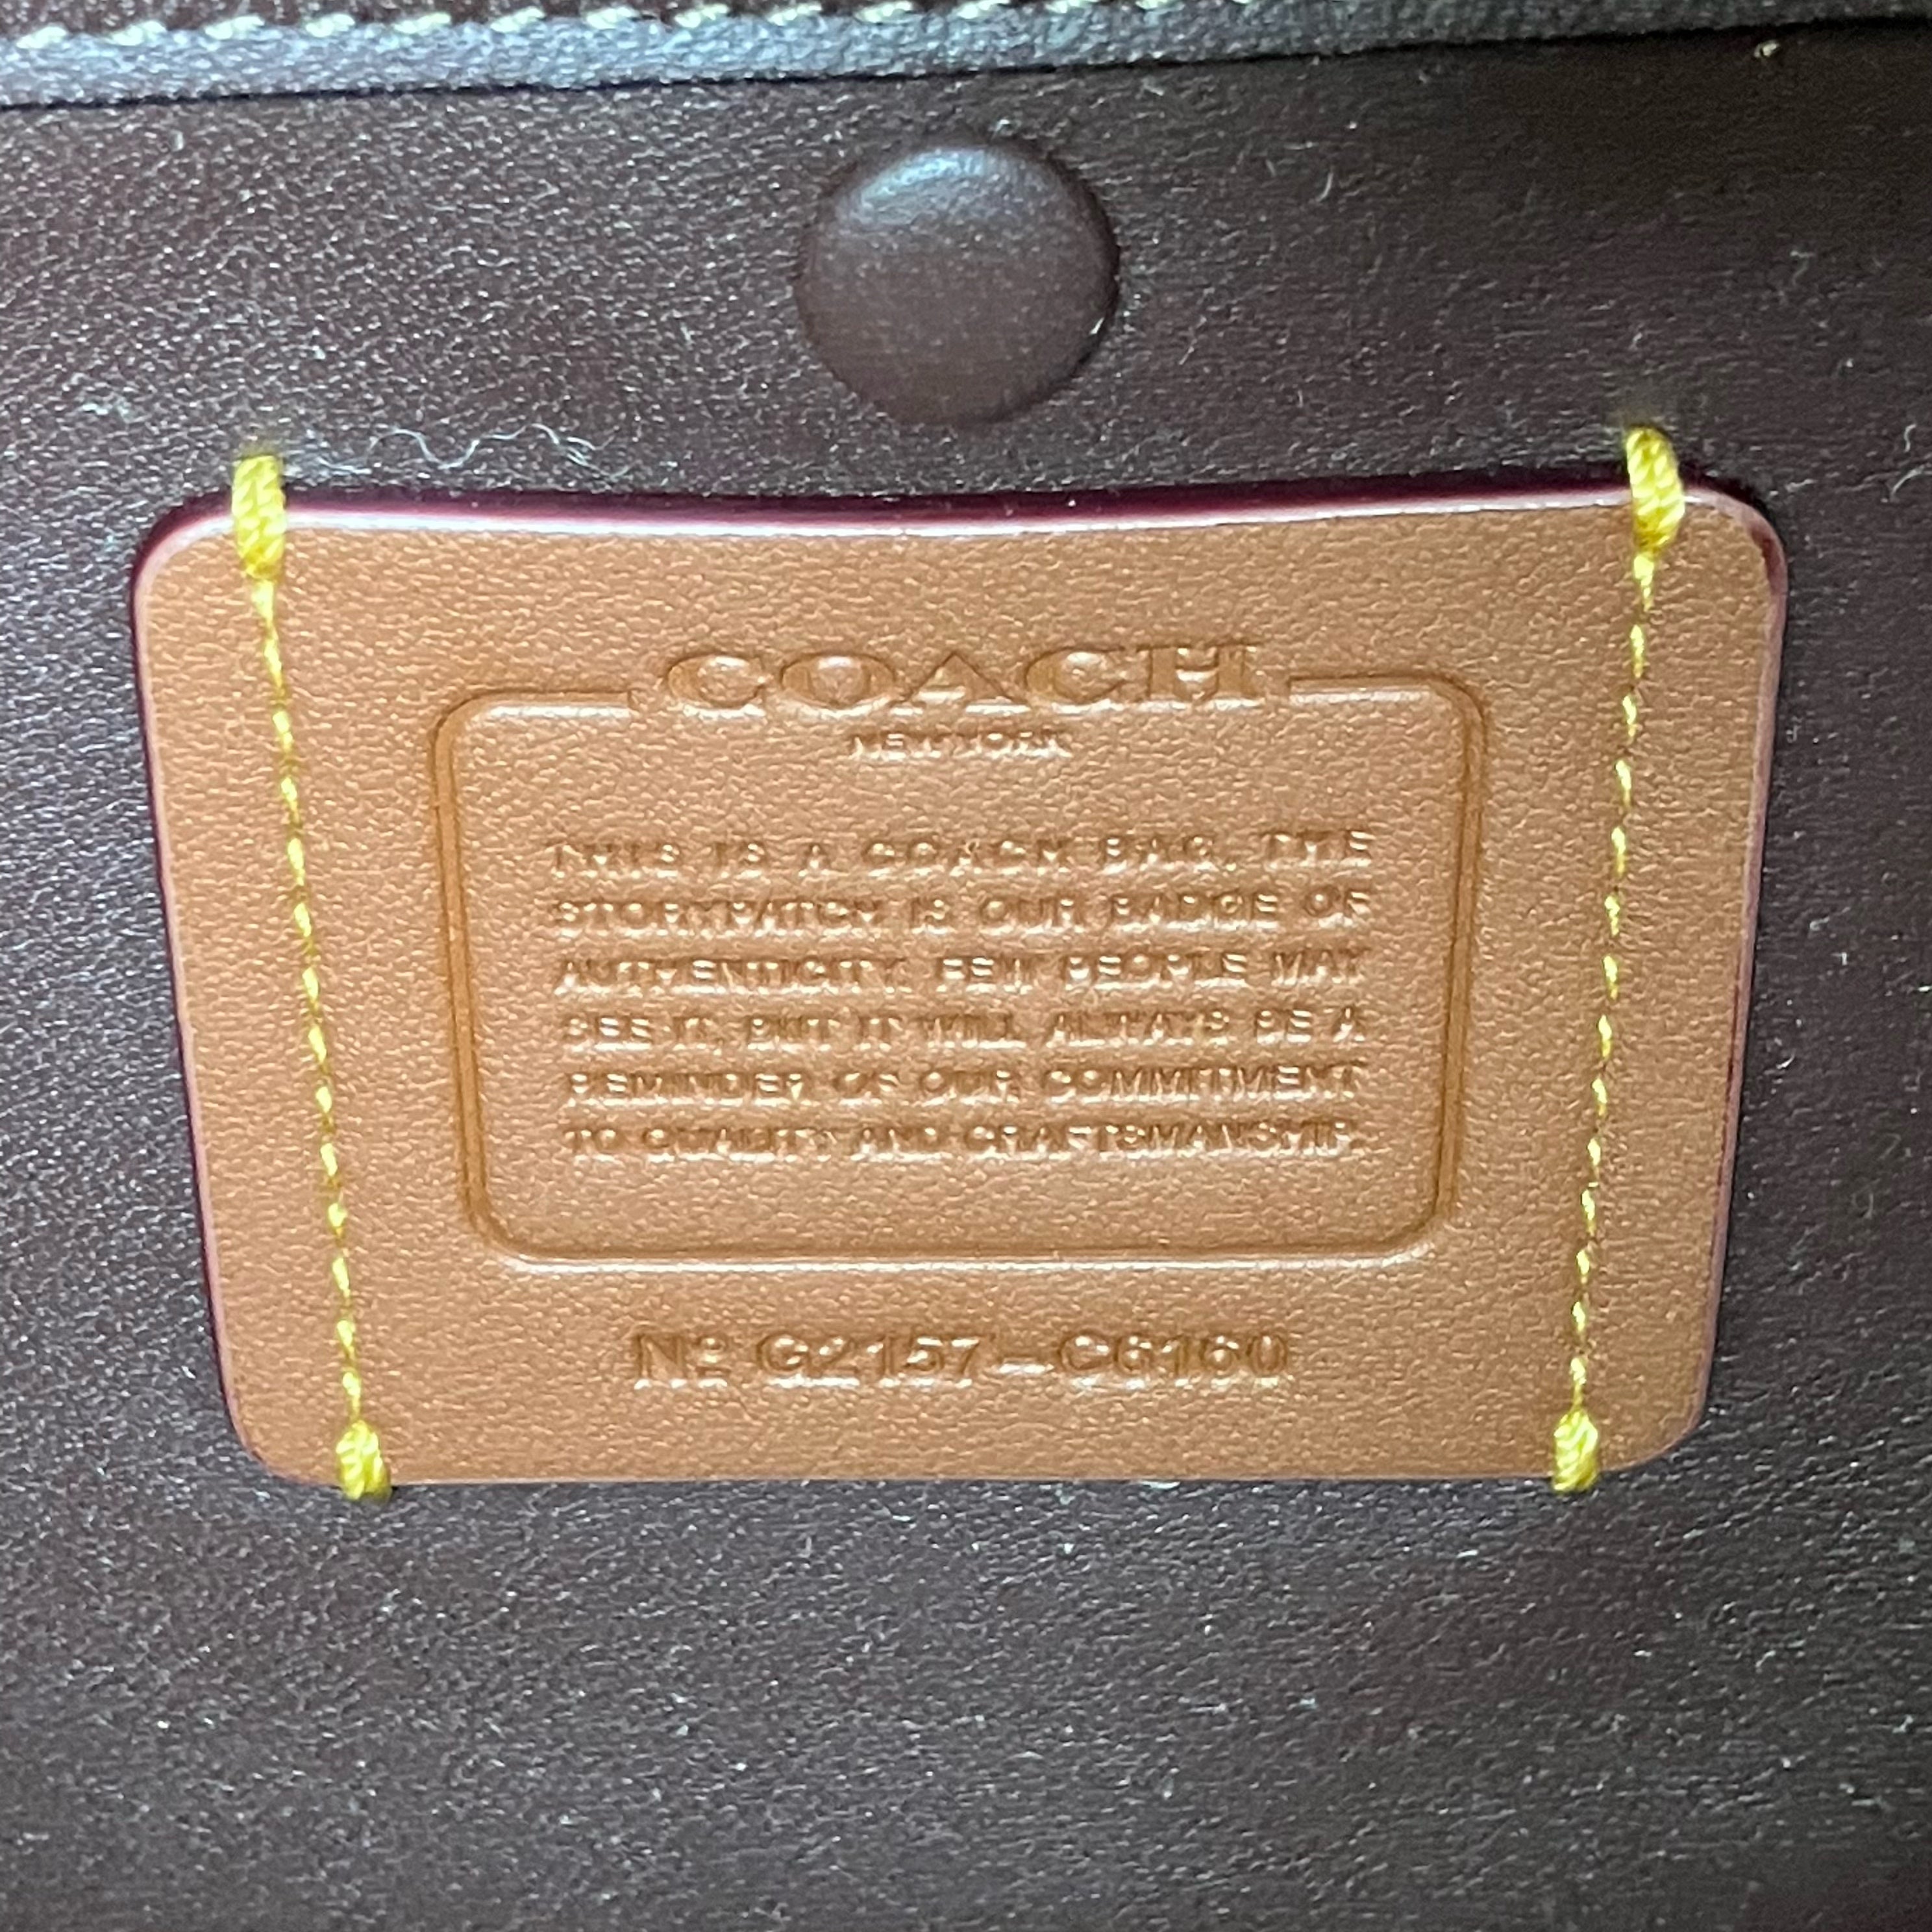 COACH
NEW YORK
THIS IS A COACH BAG. THE
STORYPATCH IS OUR BADGE OF
AUTHENTICITY. FEW PEOPLE MAY
SEE IT, BUT IT WILL ALWAYS BE A
REMINDER OF OUR COMMITMENT
TO QUALITY AND CRAFTSMANSHIP.
Nº G2157-C6160